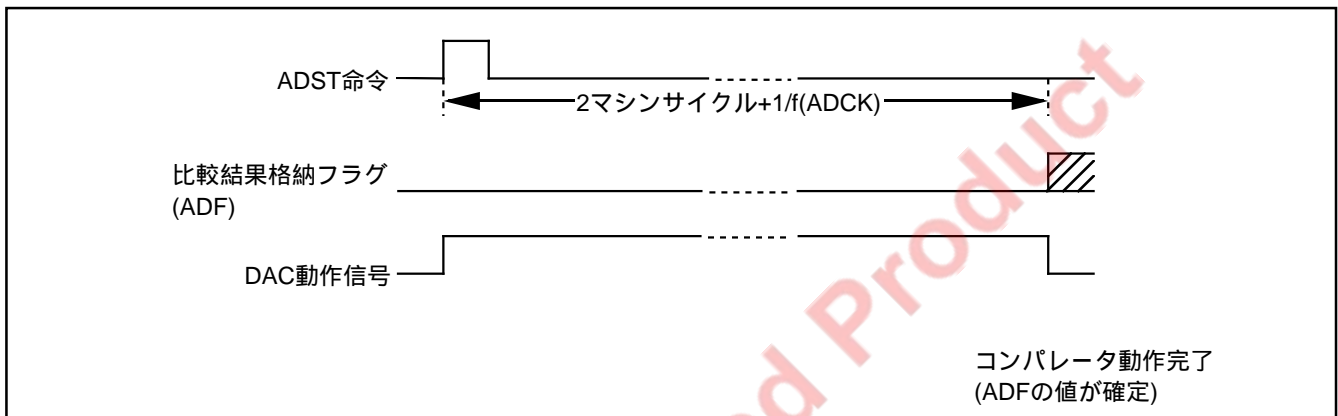 ADST命令
2マシンサイクル+1/f(ADCK)
比較結果格納フラグ
(ADF)
DAC動作信号
コンパレータ動作完了
(ADFの値が確定)
ed Product